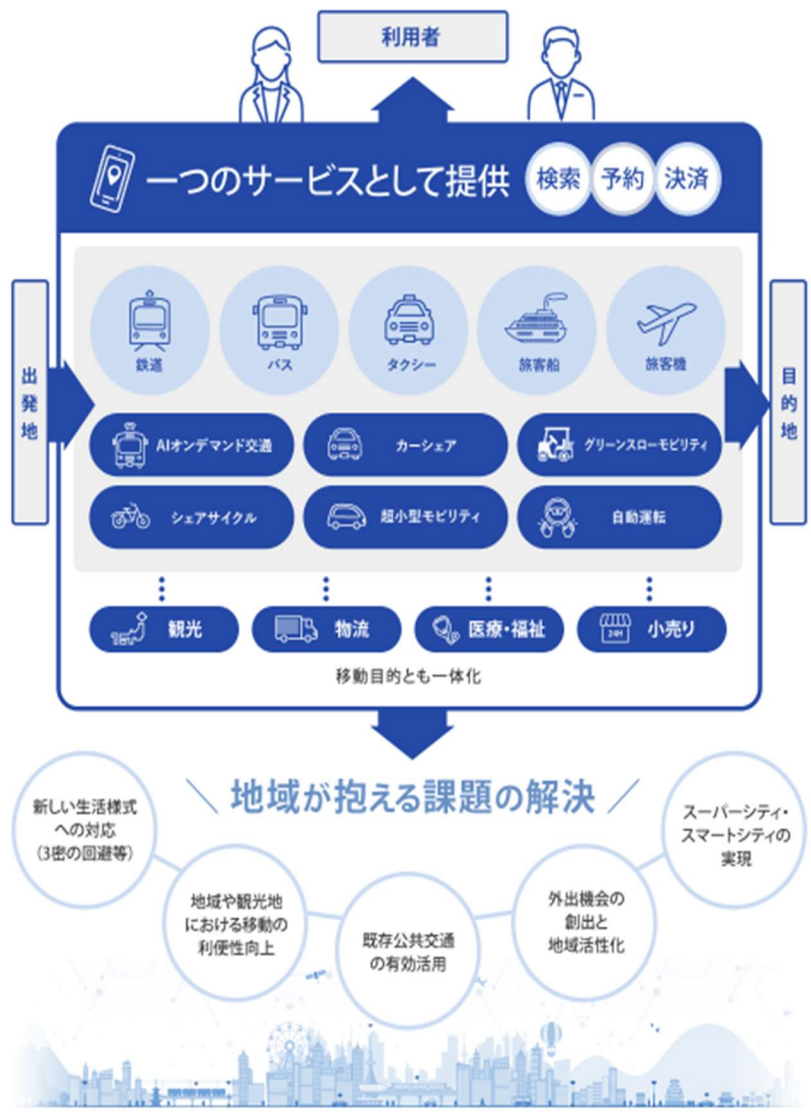 利用者
一つのサービスとして提供 検索 予約 決済
出発地
目的地
鉄道 バス タクシー 旅客船 旅客機
AIオンデマンド交通 カーシェア グリーンスローモビリティ
シェアサイクル 超小型モビリティ 自動運転
観光 物流 24H 医療・福祉 小売り
移動目的とも一体化
地域が抱える課題の解決
新しい生活様式
への対応
(3密の回避等)
地域や観光地
における移動の
利便性向上
既存公共交通
の有効活用
外出機会の
創出と
地域活性化
スーパーシティ・
スマートシティの
実現